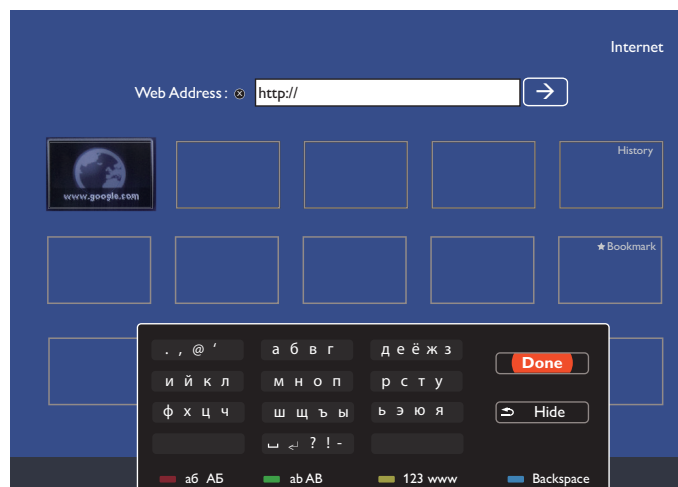 Internet
Web Address : http://
www.google.com
History
★ Bookmark
. , @ ‘ а б в г д е ё ж з
Done
и й к л м н о п р с т у
ф х ц ч ш щ ъ ы ь э ю я
Hide
⎵ ↵ ? ! -
аб АБ ab AB 123 www Backspace